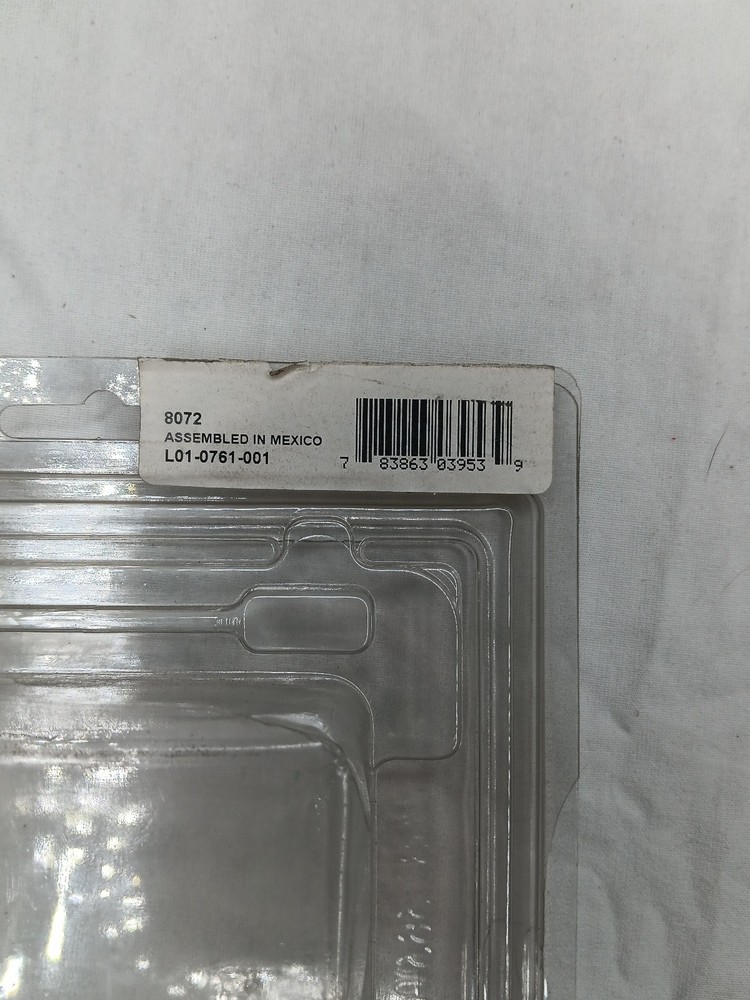 8072
ASSEMBLED IN MEXICO
L01-0761-001
7 83863 03953 9